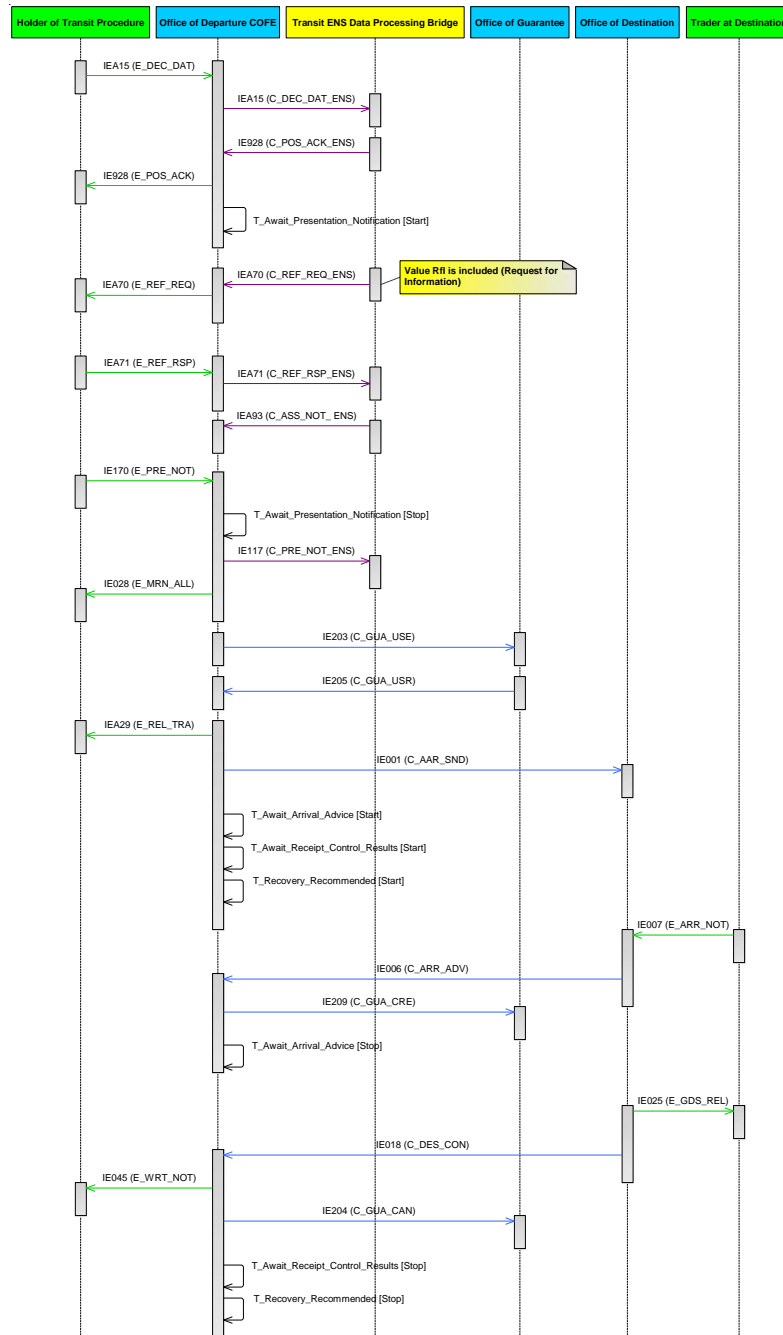 Holder of Transit Procedure
Office of Departure COFE
Transit ENS Data Processing Bridge
Office of Guarantee
Office of Destination
Trader at Destination
IEA15 (E_DEC_DAT)
IEA15 (C_DEC_DAT_ENS)
IE928 (C_POS_ACK_ENS)
IE928 (E_POS_ACK)
T_Await_Presentation_Notification [Start]
IEA70 (C_REF_REQ_ENS)
Value RfI is included (Request for
Information)
IEA70 (E_REF_REQ)
IEA71 (E_REF_RSP)
IEA71 (C_REF_RSP_ENS)
IEA93 (C_ASS_NOT_ ENS)
IE170 (E_PRE_NOT)
T_Await_Presentation_Notification [Stop]
IE117 (C_PRE_NOT_ENS)
IE028 (E_MRN_ALL)
IE203 (C_GUA_USE)
IE205 (C_GUA_USR)
IEA29 (E_REL_TRA)
IE001 (C_AAR_SND)
T_Await_Arrival_Advice [Start]
T_Await_Receipt_Control_Results [Start]
T_Recovery_Recommended [Start]
IE007 (E_ARR_NOT)
IE006 (C_ARR_ADV)
IE209 (C_GUA_CRE)
T_Await_Arrival_Advice [Stop]
IE025 (E_GDS_REL)
IE018 (C_DES_CON)
IE045 (E_WRT_NOT)
IE204 (C_GUA_CAN)
T_Await_Receipt_Control_Results [Stop]
T_Recovery_Recommended [Stop]